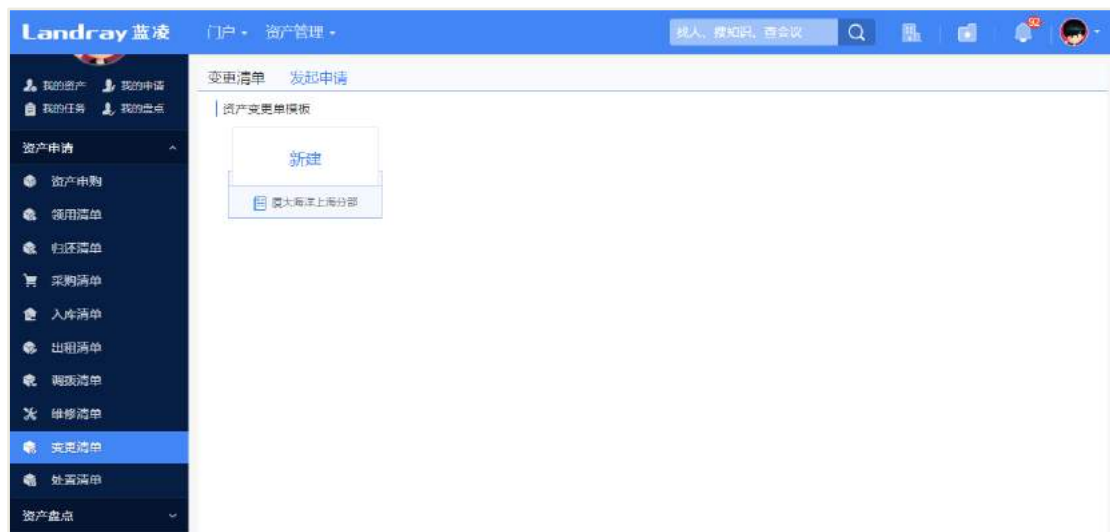 Landray 蓝凌
门户
资产管理
找人、搜知识、查会议
92
我的资产 我的申请
我的任务 我的盘点
资产申请
资产申购
领用清单
归还清单
采购清单
入库清单
出租清单
调拨清单
维修清单
变更清单
处置清单
资产盘点
变更清单 发起申请
资产变更单模板
新建
厦大海洋上海分部